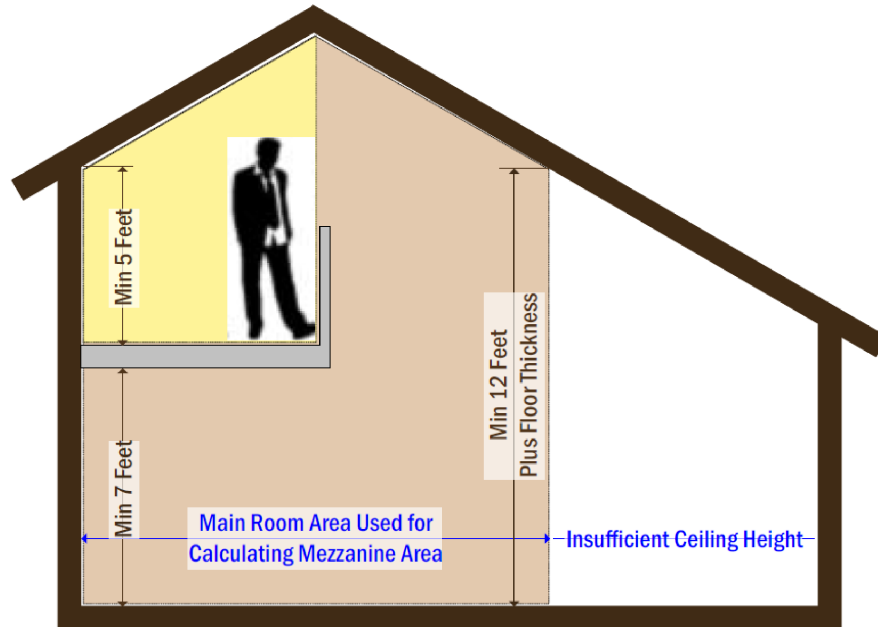 Min 5 Feet
Min 7 Feet
Min 12 Feet
Plus Floor Thickness
Main Room Area Used for
Calculating Mezzanine Area
Insufficient Ceiling Height